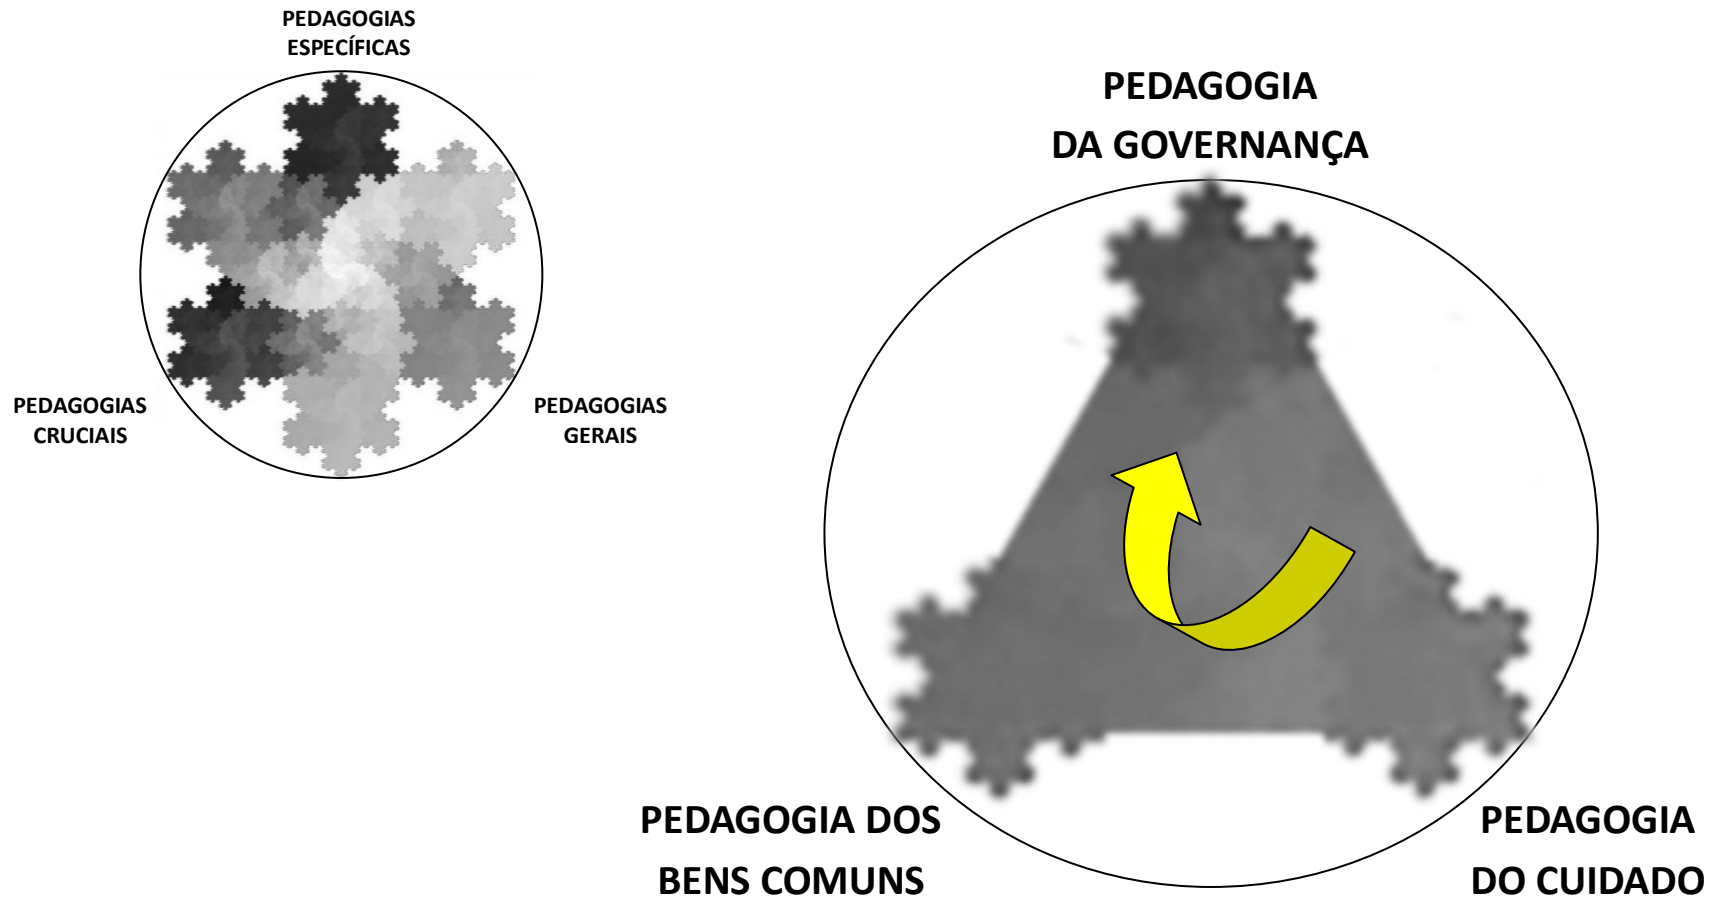 PEDAGOGIAS
ESPECÍFICAS
PEDAGOGIAS
CRUCIAIS
PEDAGOGIAS
GERAIS
PEDAGOGIA
DA GOVERNANÇA
PEDAGOGIA DOS
BENS COMUNS
PEDAGOGIA
DO CUIDADO